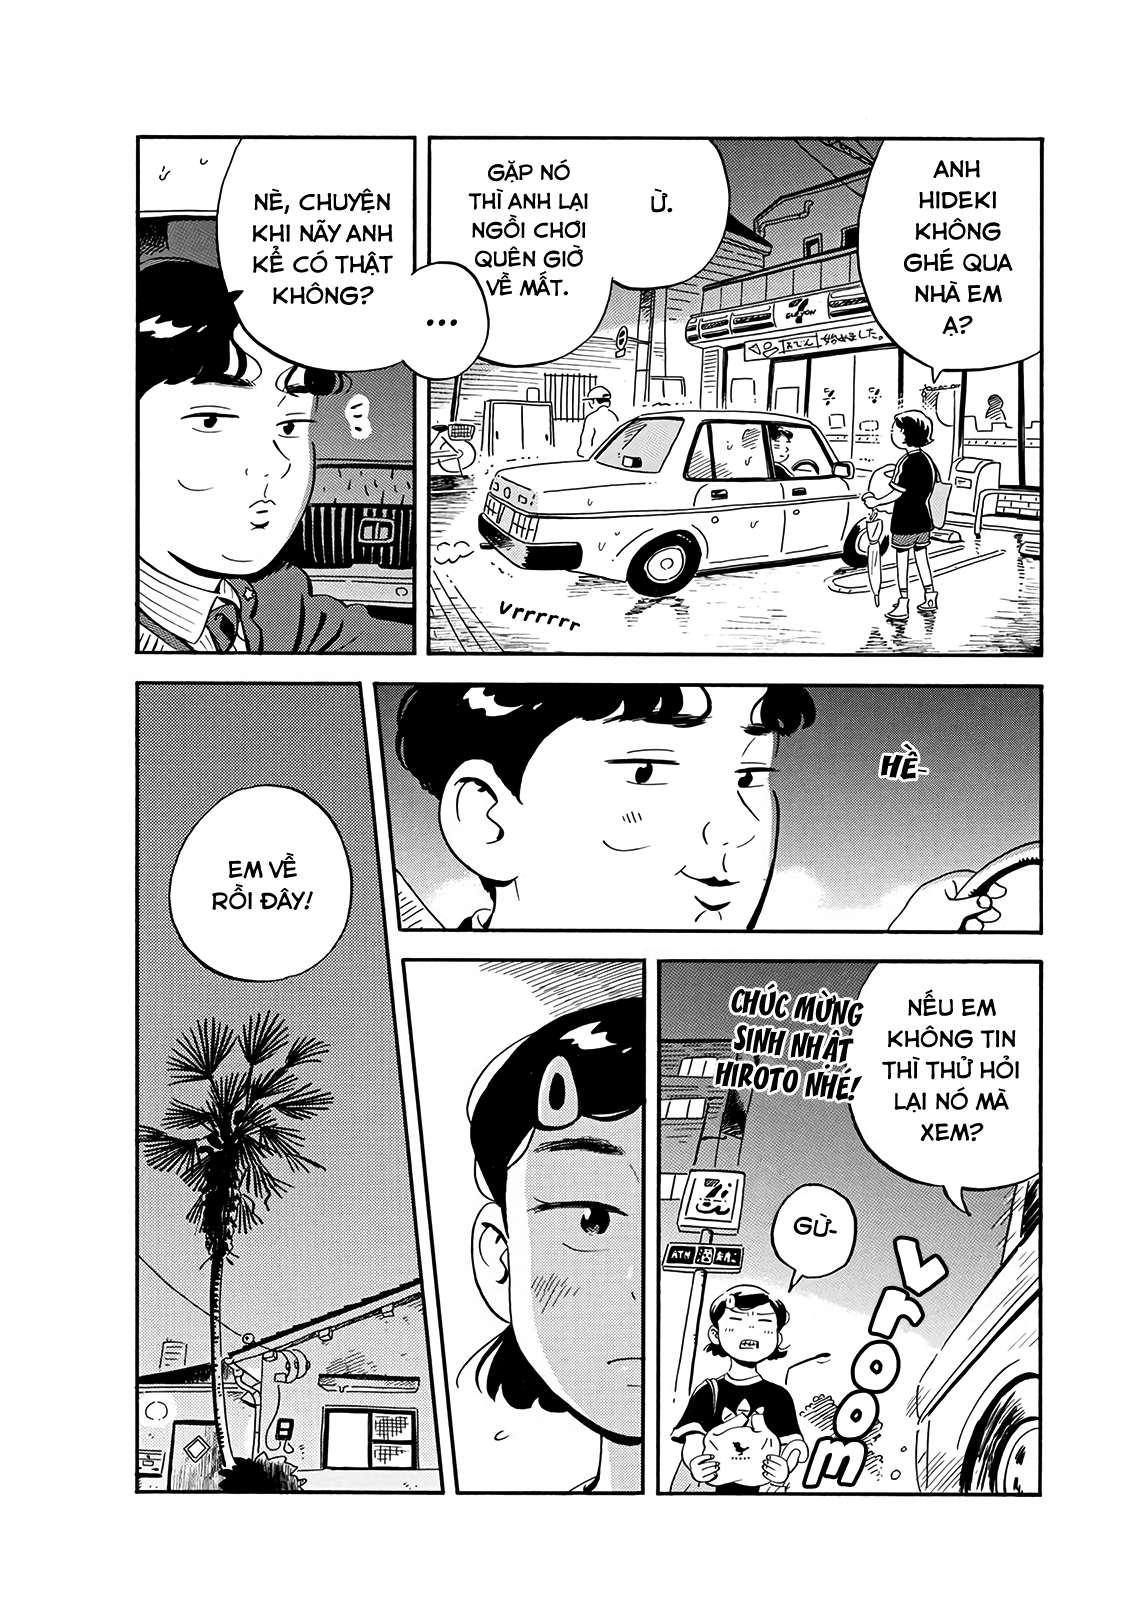 ANH
HIDEKI
KHÔNG
GHÉ QUA
NHÀ EM
Ạ?
Ừ.
GẶP NÓ
THÌ ANH LẠI
NGỒI CHƠI
QUÊN GIỜ
VỀ MẤT.
vrrrrrr
NÈ, CHUYỆN
KHI NÃY ANH
KỂ CÓ THẬT
KHÔNG?
...
HỀ-
NẾU EM
KHÔNG TIN
THÌ THỬ HỎI
LẠI NÓ MÀ
XEM?
CHÚC MỪNG
SINH NHẬT
HIROTO NHÉ!
GỪ-
vrooom
ATM
EM VỀ
RỒI ĐÂY!